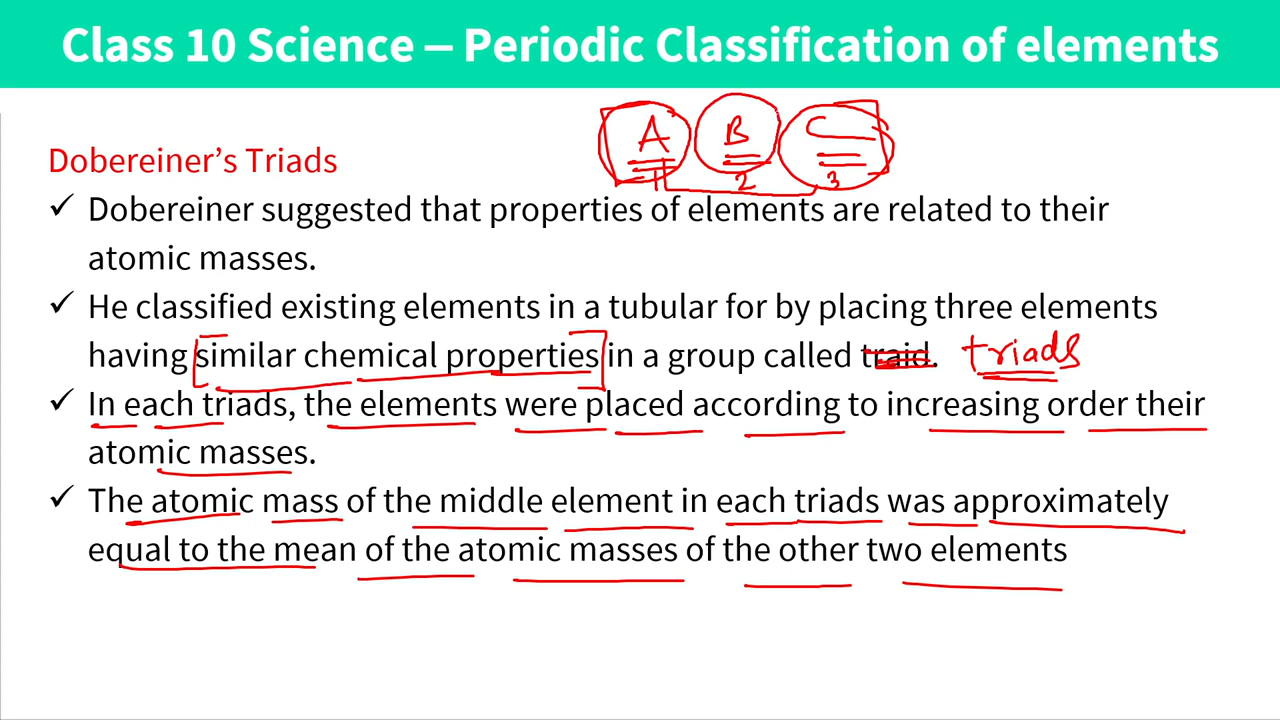 Class 10 Science – Periodic Classification of elements
A B C
1 2 3
Dobereiner's Triads
✓ Dobereiner suggested that properties of elements are related to their
atomic masses.
✓ He classified existing elements in a tubular for by placing three elements
having similar chemical properties in a group called traid. triads
✓ In each triads, the elements were placed according to increasing order their
atomic masses.
✓ The atomic mass of the middle element in each triads was approximately
equal to the mean of the atomic masses of the other two elements